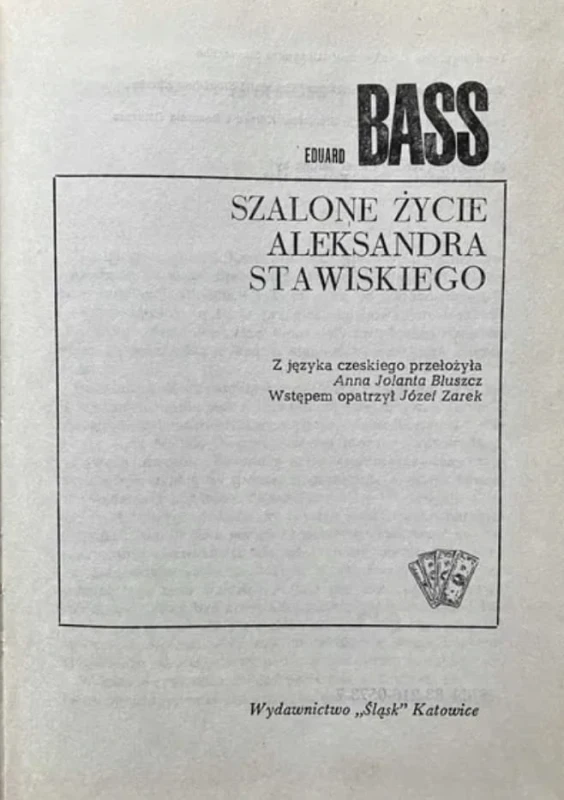 EDUARD BASS
SZALONE ŻYCIE
ALEKSANDRA
STAWISKIEGO
Z języka czeskiego przełożyła
Anna Jolanta Bluszcz
Wstępem opatrzył Józef Zarek
Wydawnictwo „Śląsk” Katowice